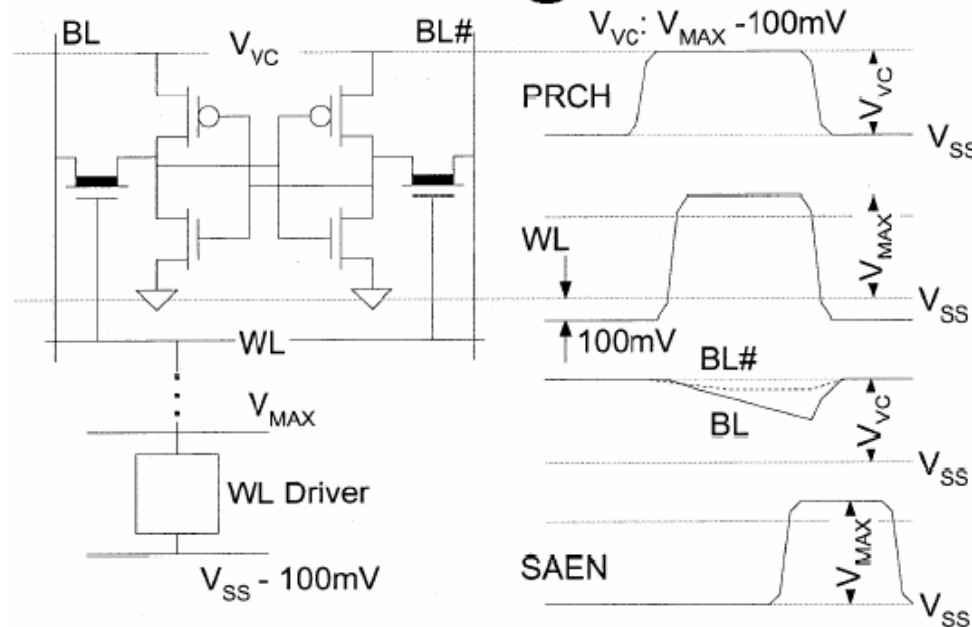 BL
V_VC
BL#
WL
V_MAX
WL Driver
V_SS - 100mV
V_VC: V_MAX -100mV
PRCH
V_VC
V_SS
WL
V_MAX
V_SS
100mV
BL#
BL
V_VC
V_SS
SAEN
V_MAX
V_SS